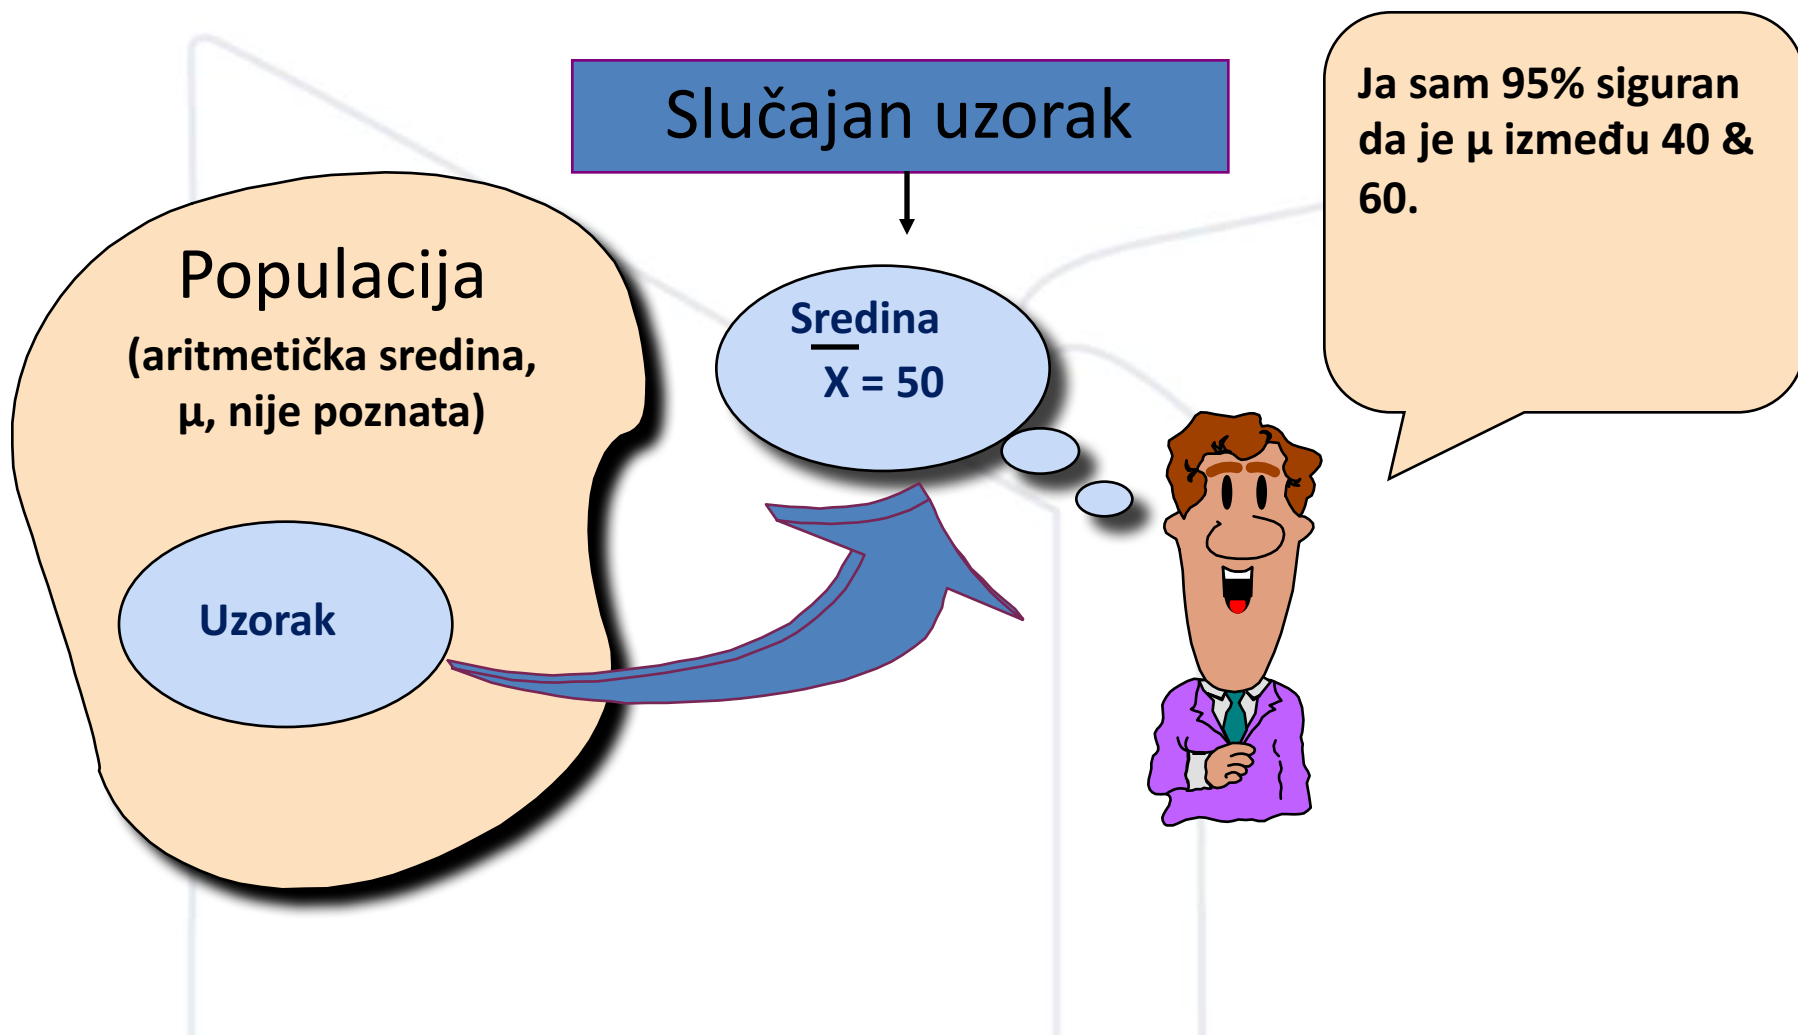 Slučajan uzorak
Ja sam 95% siguran
da je μ između 40 &
60.
Populacija
(aritmetička sredina,
μ, nije poznata)
Sredina
X̅ = 50
Uzorak